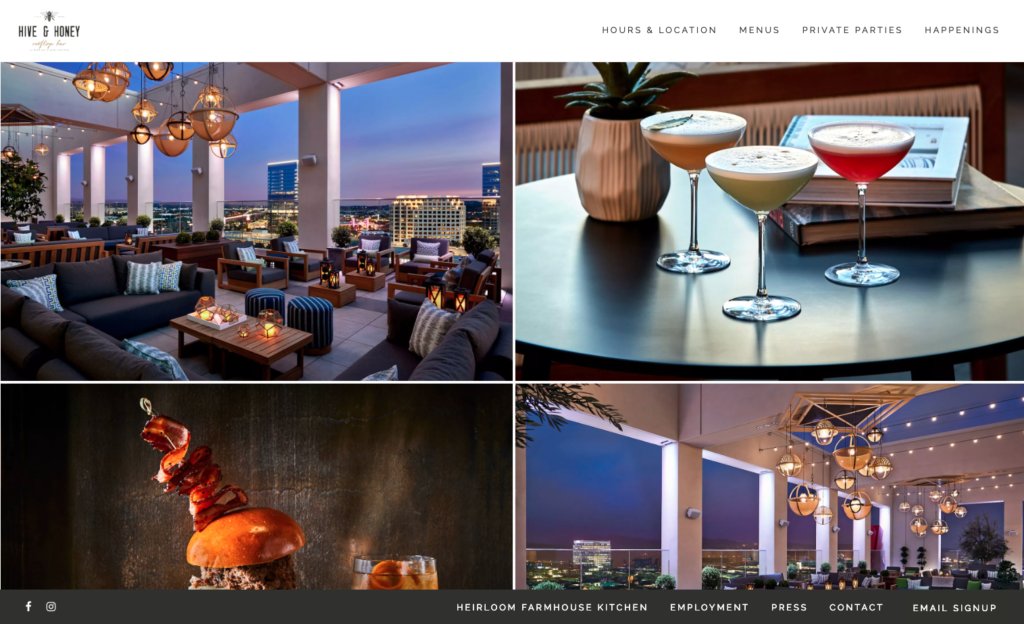 HIVE & HONEY
rooftop bar
HOURS & LOCATION
MENUS
PRIVATE PARTIES
HAPPENINGS
HEIRLOOM FARMHOUSE KITCHEN
EMPLOYMENT
PRESS
CONTACT
EMAIL SIGNUP